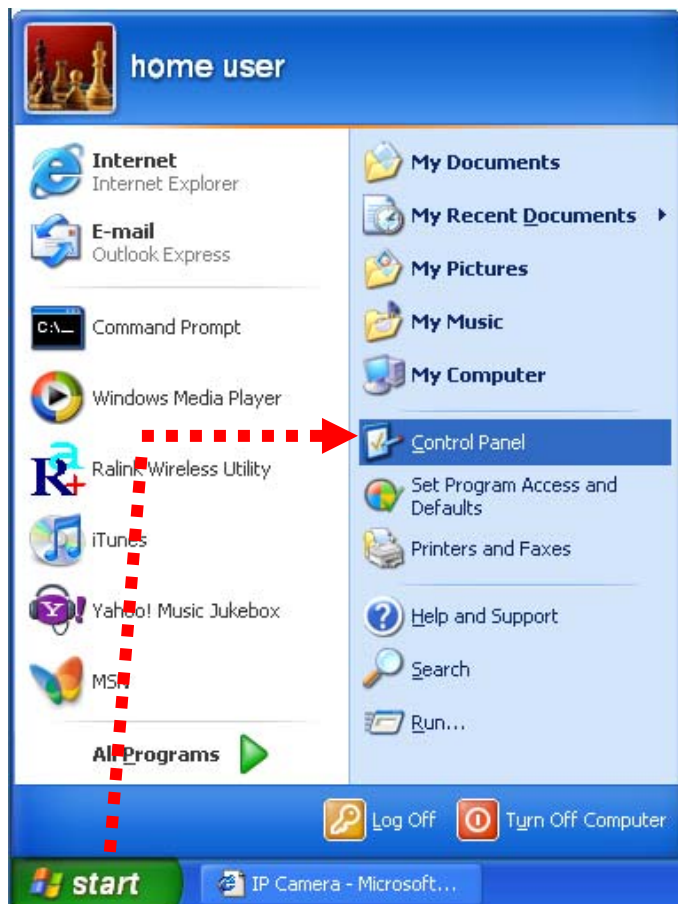 home user
Internet
Internet Explorer
E-mail
Outlook Express
C:\_
Command Prompt
Windows Media Player
Ralink Wireless Utility
iTunes
Yahoo! Music Jukebox
MSN
All Programs
My Documents
My Recent Documents
My Pictures
My Music
My Computer
Control Panel
Set Program Access and
Defaults
Printers and Faxes
Help and Support
Search
Run...
Log Off
Turn Off Computer
start
IP Camera - Microsoft...